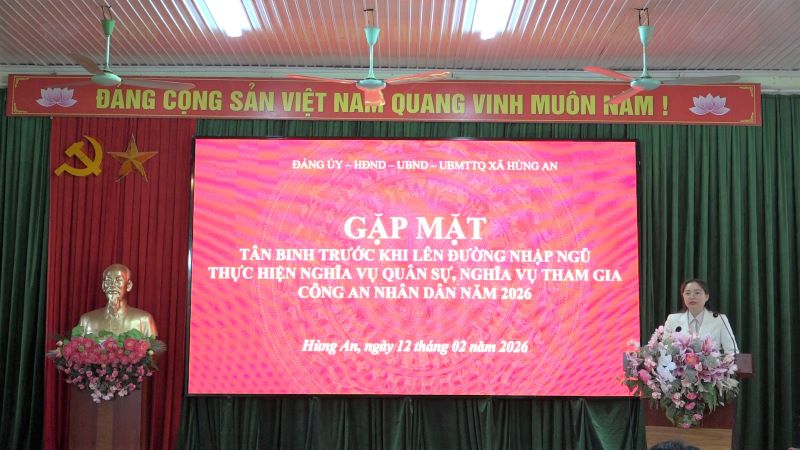 ĐẢNG CỘNG SẢN VIỆT NAM QUANG VINH MUÔN NĂM !
ĐẢNG ỦY – HĐND – UBND – UBMTTQ XÃ HÙNG AN
GẶP MẶT
TÂN BINH TRƯỚC KHI LÊN ĐƯỜNG NHẬP NGŨ
THỰC HIỆN NGHĨA VỤ QUÂN SỰ, NGHĨA VỤ THAM GIA
CÔNG AN NHÂN DÂN NĂM 2026
Hùng An, ngày 12 tháng 02 năm 2026